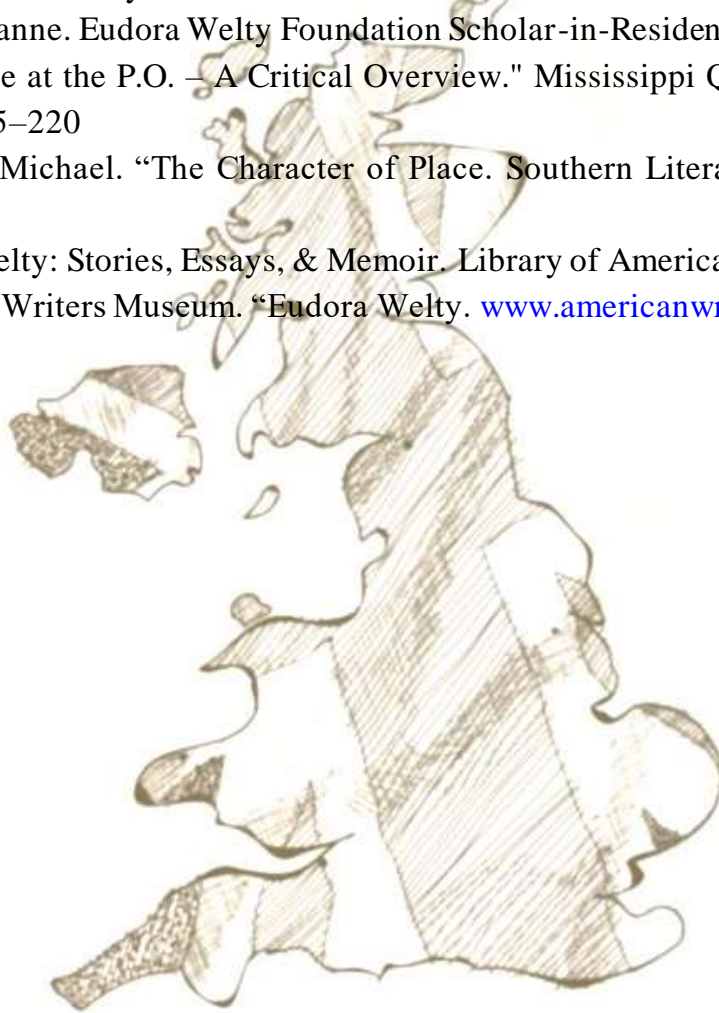 anne. Eudora Welty Foundation Scholar-in-Residen
e at the P.O. – A Critical Overview." Mississippi Q
5–220
Michael. “The Character of Place. Southern Litera
elty: Stories, Essays, & Memoir. Library of America
Writers Museum. “Eudora Welty. www.americanwr